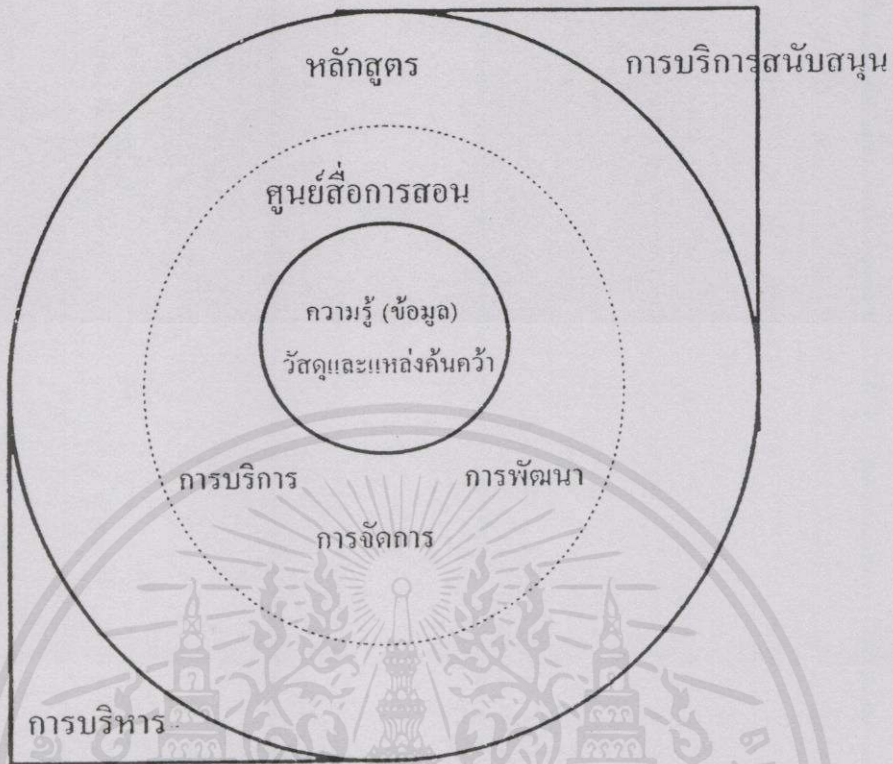 หลักสูตร
การบริการสนับสนุน
ศูนย์สื่อการสอน
ความรู้ (ข้อมูล)
วัสดุและแหล่งค้นคว้า
การบริการ
การพัฒนา
การจัดการ
การบริหาร